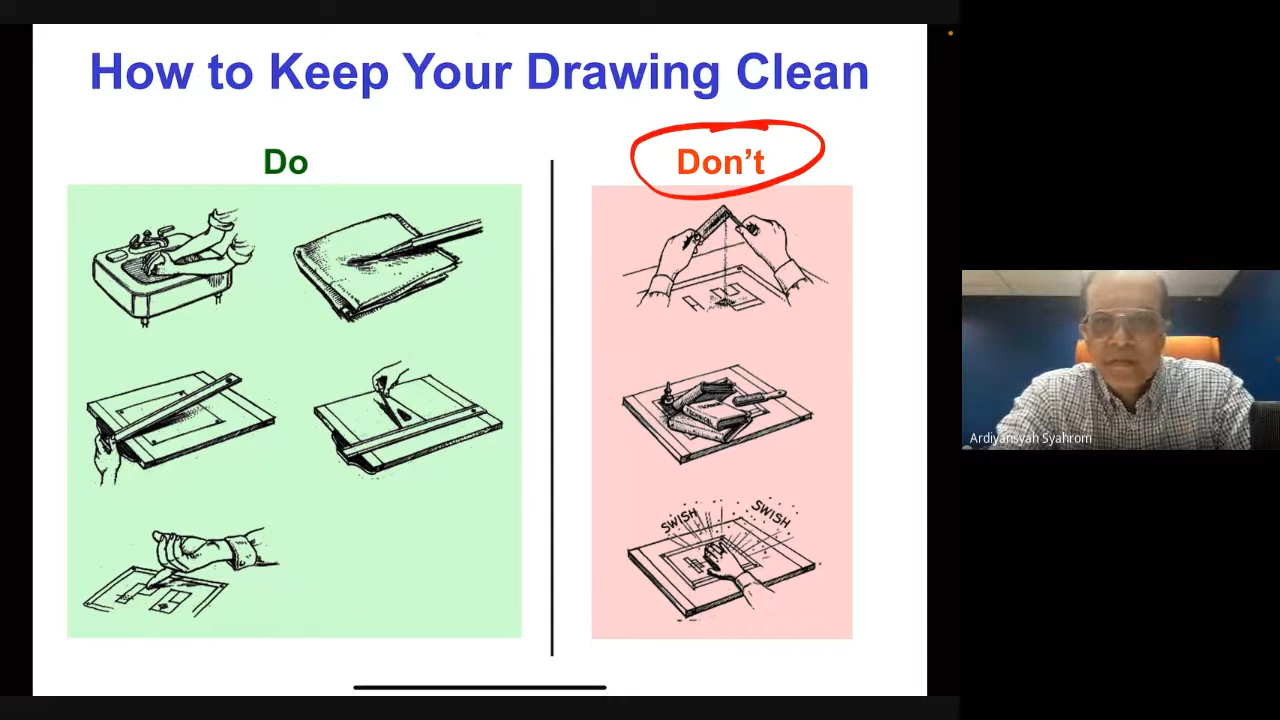 How to Keep Your Drawing Clean
Do
Don't
SWISH
SWISH
Ardiyansyah Syahrom